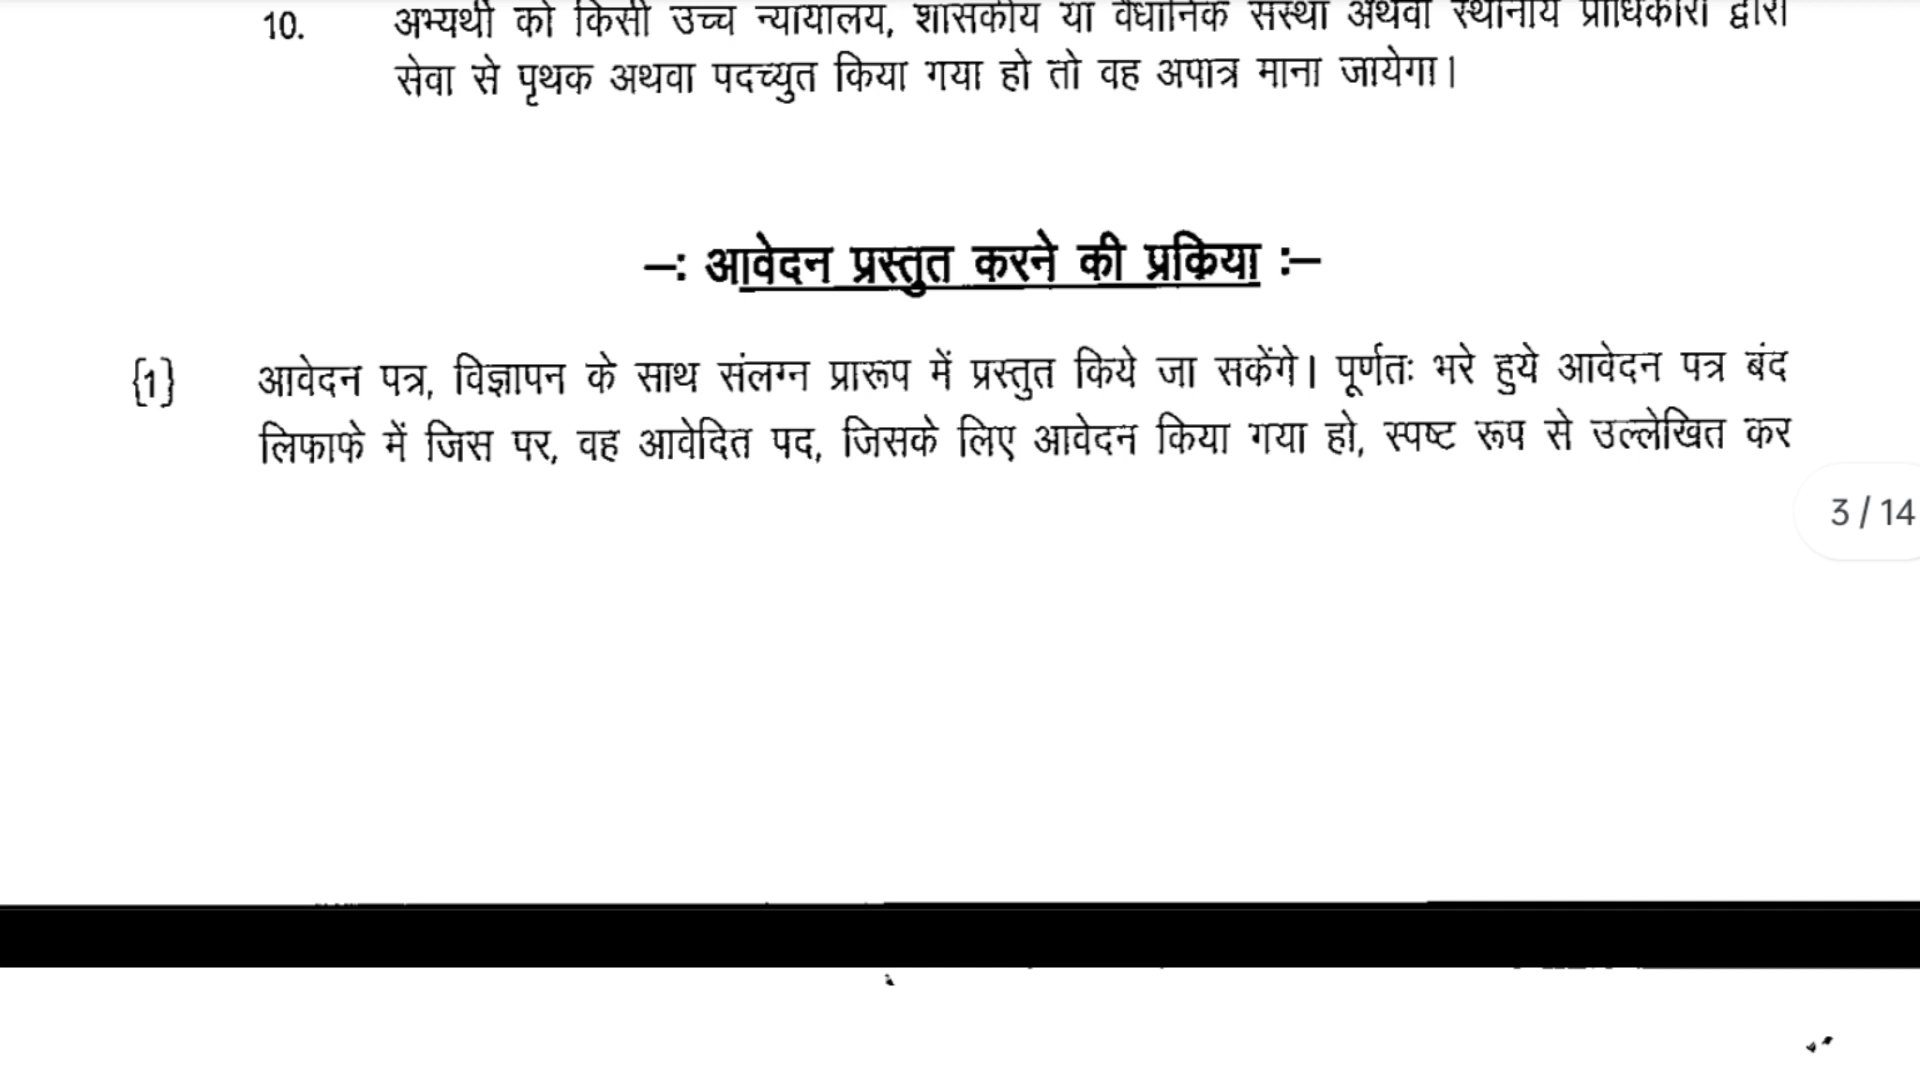 10. अभ्यर्थी को किसी उच्च न्यायालय, शासकीय या वैधानिक संस्था अथवा स्थानीय प्राधिकारी द्वारा
सेवा से पृथक अथवा पदच्युत किया गया हो तो वह अपात्र माना जायेगा।
–: आवेदन प्रस्तुत करने की प्रकिया :–
{1} आवेदन पत्र, विज्ञापन के साथ संलग्न प्रारूप में प्रस्तुत किये जा सकेंगे। पूर्णतः भरे हुये आवेदन पत्र बंद
लिफाफे में जिस पर, वह आवेदित पद, जिसके लिए आवेदन किया गया हो, स्पष्ट रूप से उल्लेखित कर
3 / 14